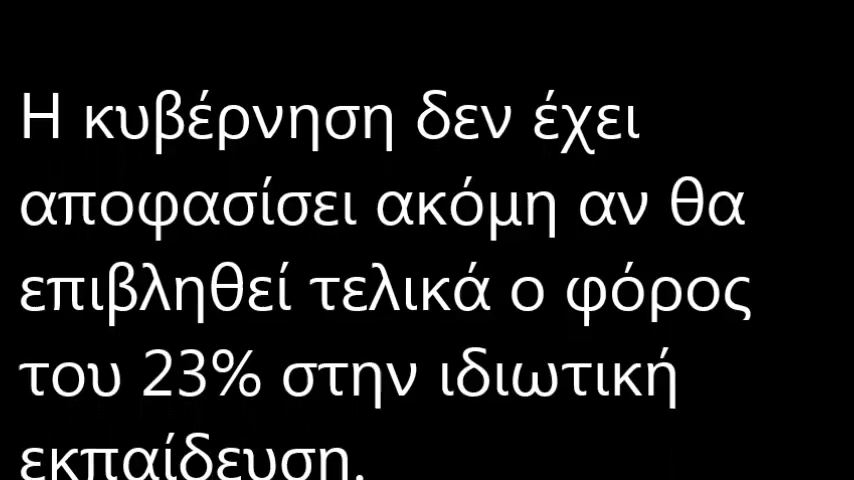 Η κυβέρνηση δεν έχει
αποφασίσει ακόμη αν θα
επιβληθεί τελικά ο φόρος
του 23% στην ιδιωτική
εκπαίδευση.